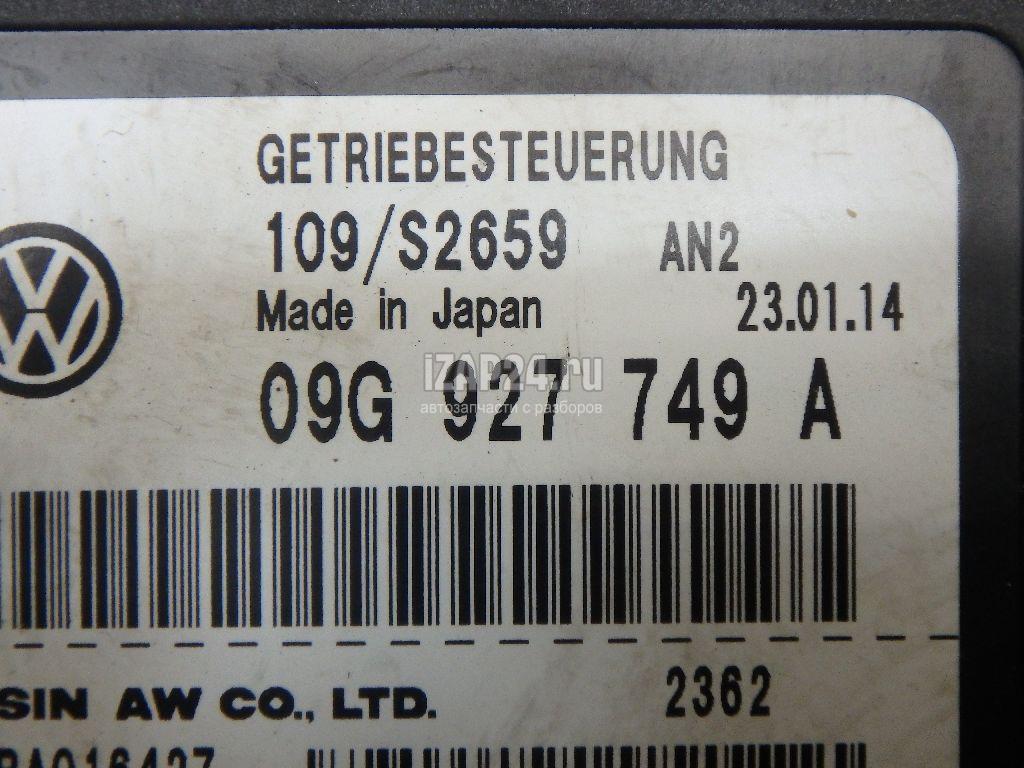 GETRIEBESTEUERUNG
109/S2659 AN2
Made in Japan 23.01.14
iZAP24.ru
автозапчасти с разборов
09G 927 749 A
SIN AW CO., LTD. 2362